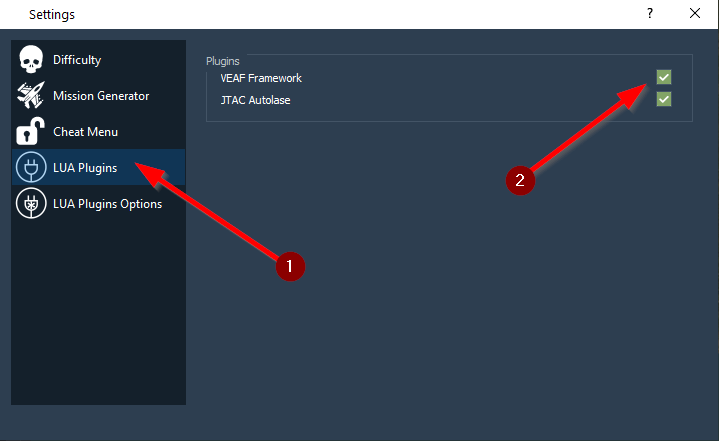 Settings
?
Difficulty
Mission Generator
Cheat Menu
LUA Plugins
LUA Plugins Options
Plugins
VEAF Framework
JTAC Autolase
1
2